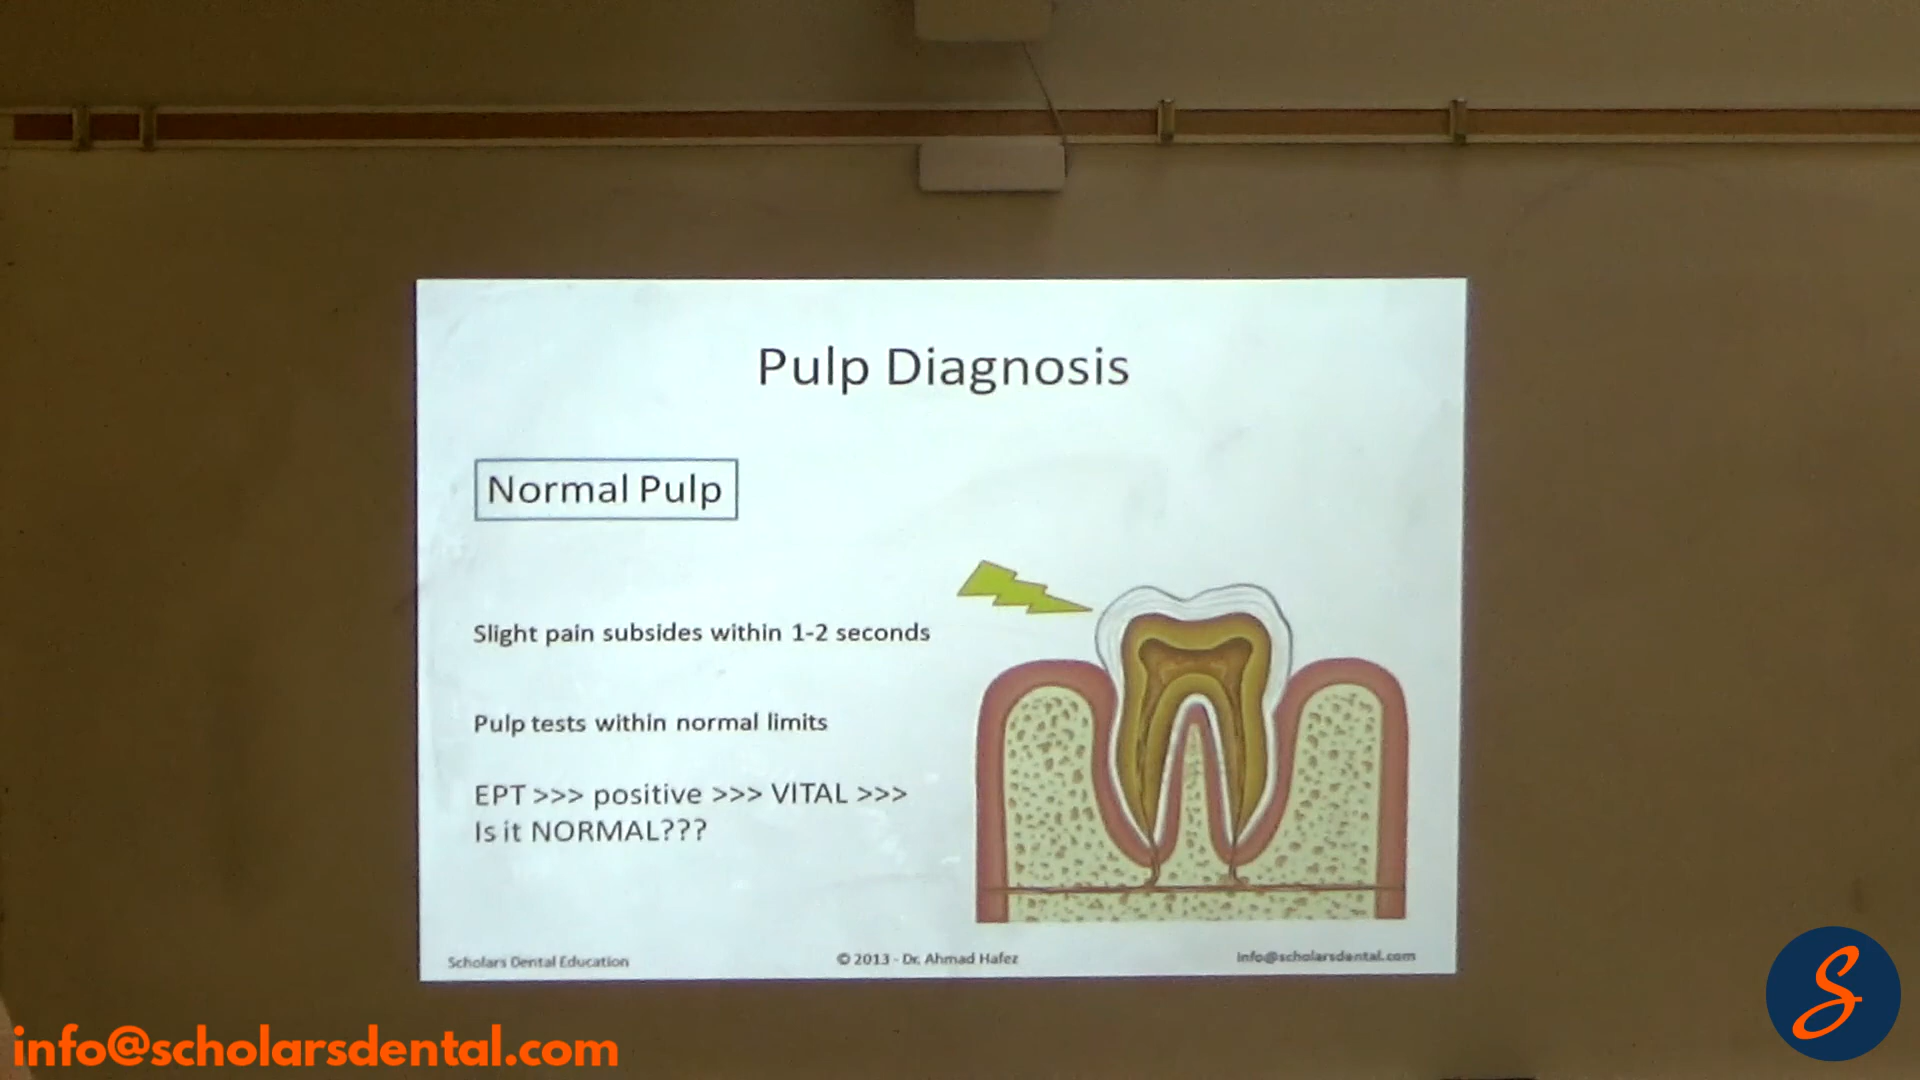 Pulp Diagnosis
Normal Pulp
Slight pain subsides within 1-2 seconds
Pulp tests within normal limits
EPT >>> positive >>> VITAL >>>
Is it NORMAL???
Scholars Dental Education
© 2013 - Dr. Ahmad Hafez
info@scholarsdental.com
info@scholarsdental.com
S